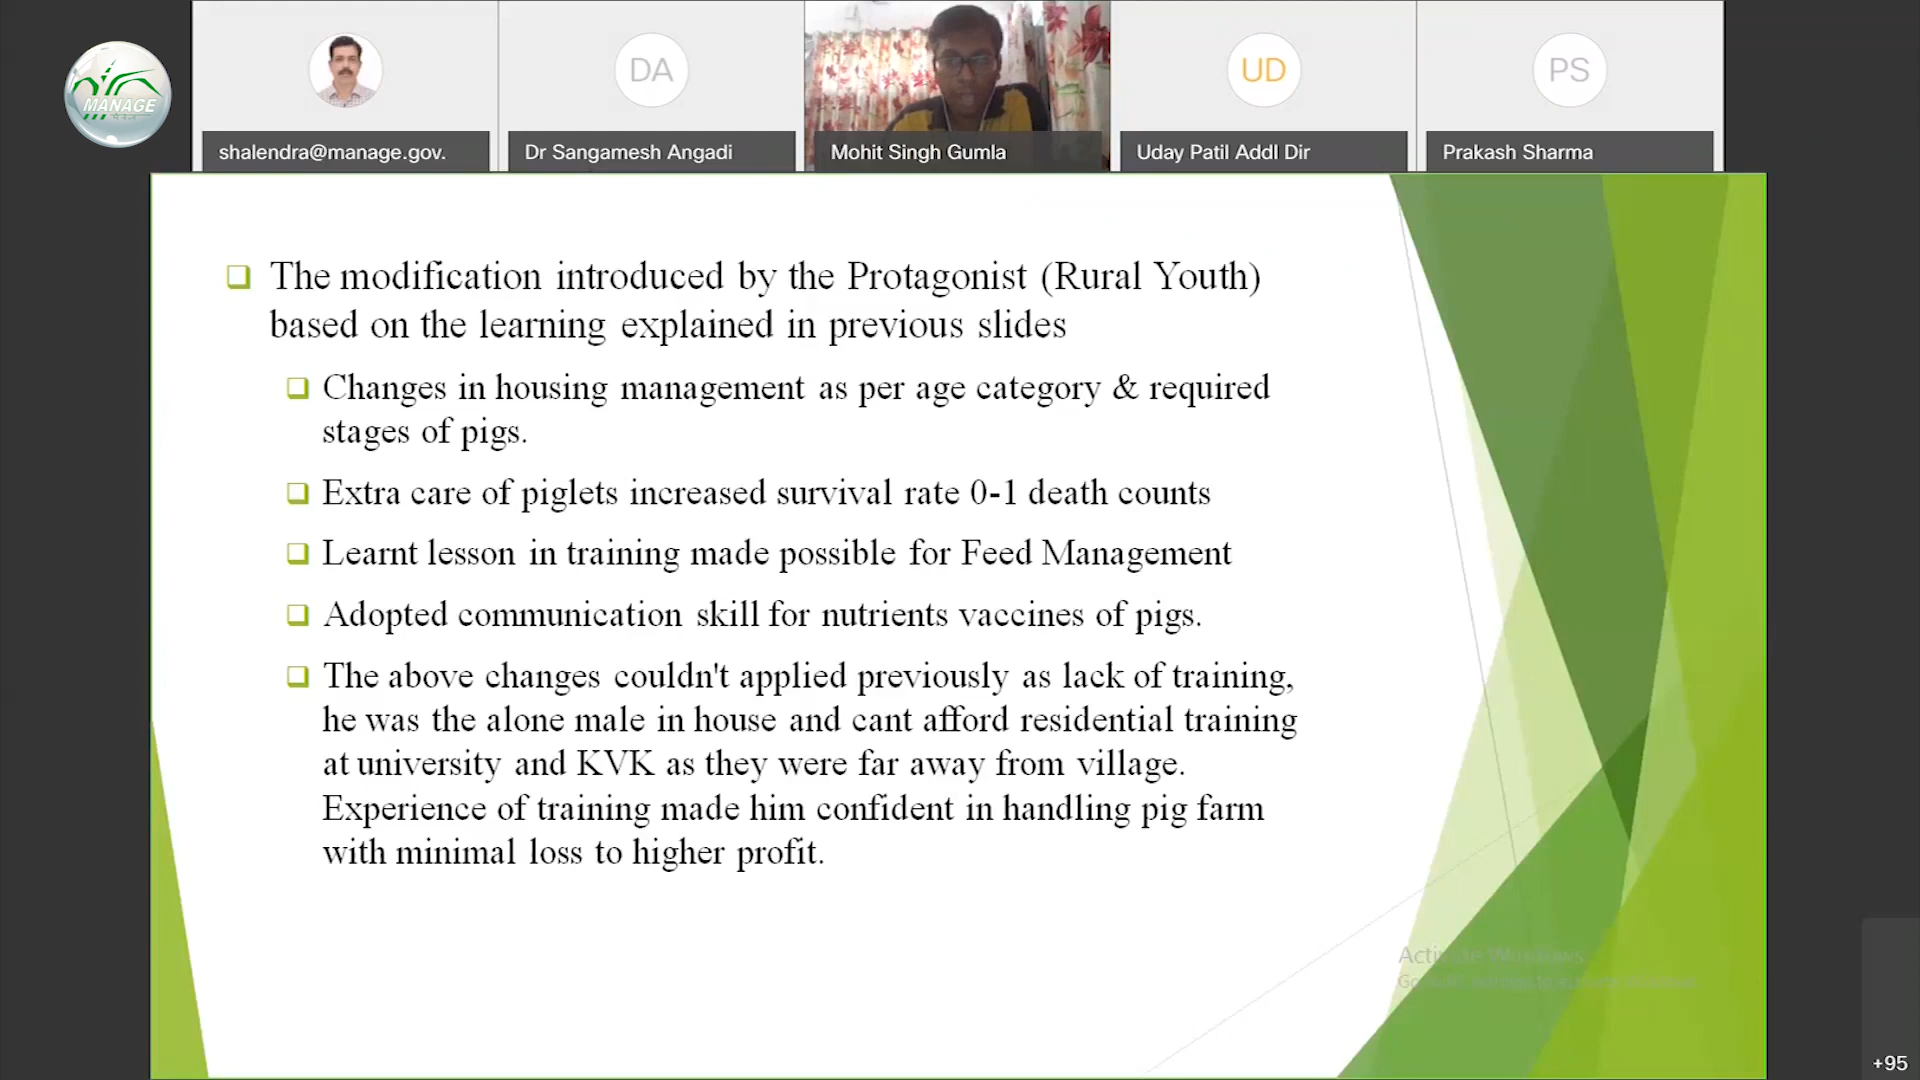 MANAGE
DA
UD
PS
shalendra@manage.gov.
Dr Sangamesh Angadi
Mohit Singh Gumla
Uday Patil Addl Dir
Prakash Sharma
The modification introduced by the Protagonist (Rural Youth)
based on the learning explained in previous slides
Changes in housing management as per age category & required
stages of pigs.
Extra care of piglets increased survival rate 0-1 death counts
Learnt lesson in training made possible for Feed Management
Adopted communication skill for nutrients vaccines of pigs.
The above changes couldn't applied previously as lack of training,
he was the alone male in house and cant afford residential training
at university and KVK as they were far away from village.
Experience of training made him confident in handling pig farm
with minimal loss to higher profit.
Activate Windows
+95